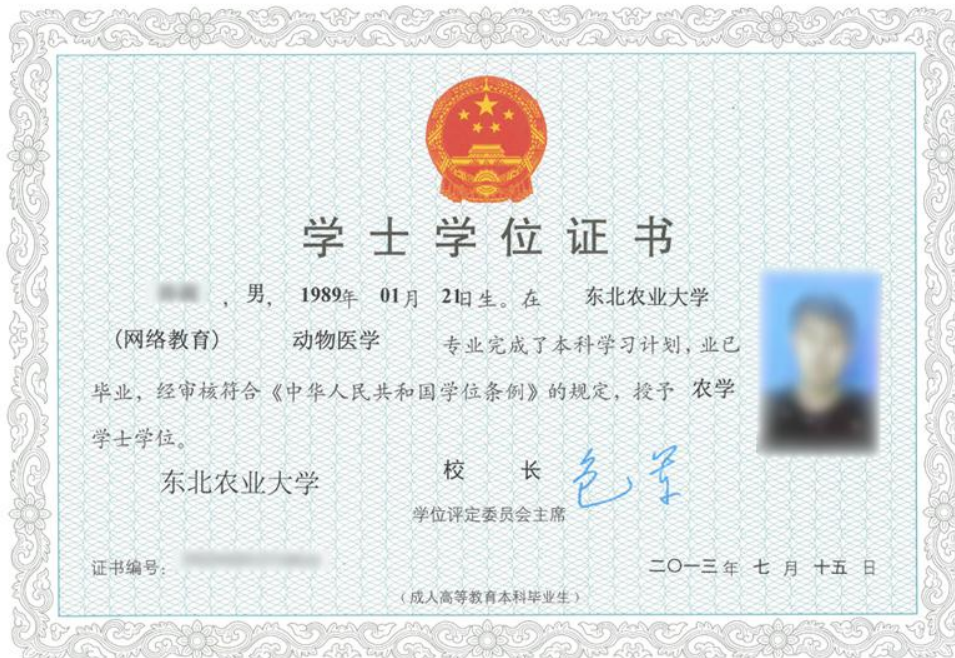 学士学位证书
，男，1989年 01月 21日生。在 东北农业大学
（网络教育） 动物医学 专业完成了本科学习计划，业已
毕业，经审核符合《中华人民共和国学位条例》的规定，授予 农学
学士学位。
东北农业大学
校 长
学位评定委员会主席
证书编号：
二〇一三年 七 月 十五 日
（成人高等教育本科毕业生）